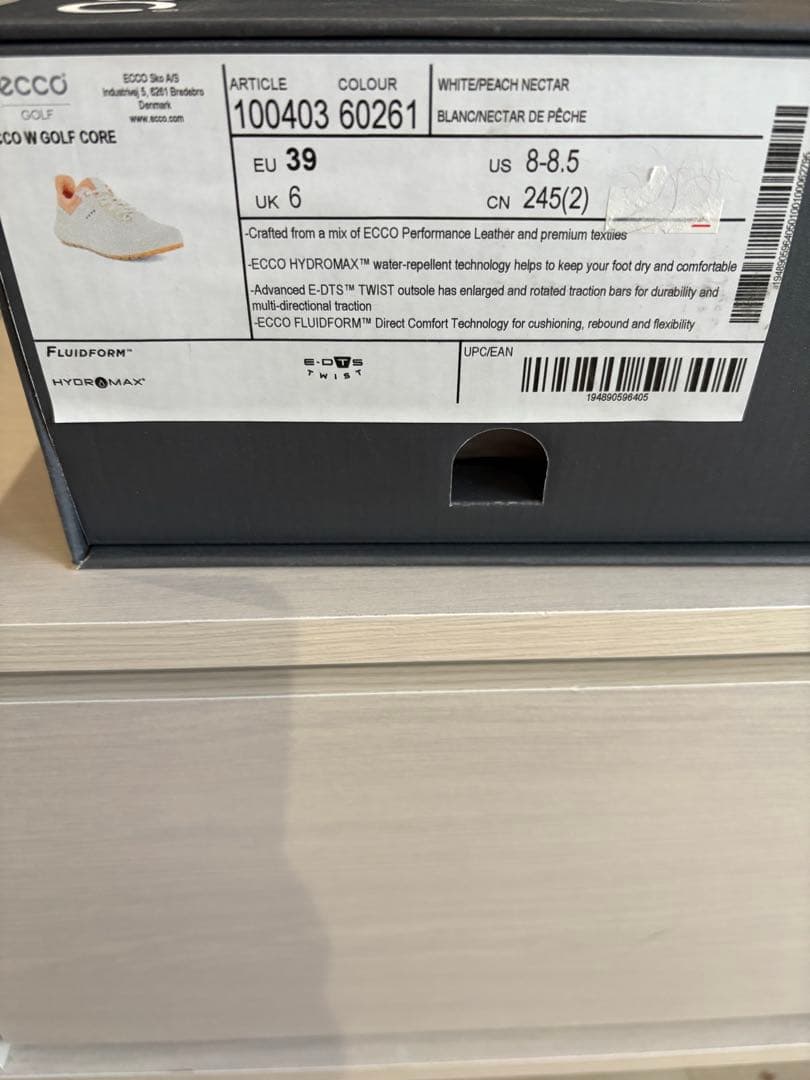 ecco
GOLF
ECCO Sko A/S
Industrivej 5, 6261 Bredebro
Denmark
www.ecco.com
CO W GOLF CORE
ARTICLE COLOUR
100403 60261
WHITE/PEACH NECTAR
BLANC/NECTAR DE PÊCHE
EU 39
US 8-8.5
UK 6
CN 245(2)
-Crafted from a mix of ECCO Performance Leather and premium textiles
-ECCO HYDROMAX™ water-repellent technology helps to keep your foot dry and comfortable
-Advanced E-DTS™ TWIST outsole has enlarged and rotated traction bars for durability and
multi-directional traction
-ECCO FLUIDFORM™ Direct Comfort Technology for cushioning, rebound and flexibility
FLUIDFORM™
HYDROMAX®
E·DTS
TWIST
UPC/EAN
194890596405